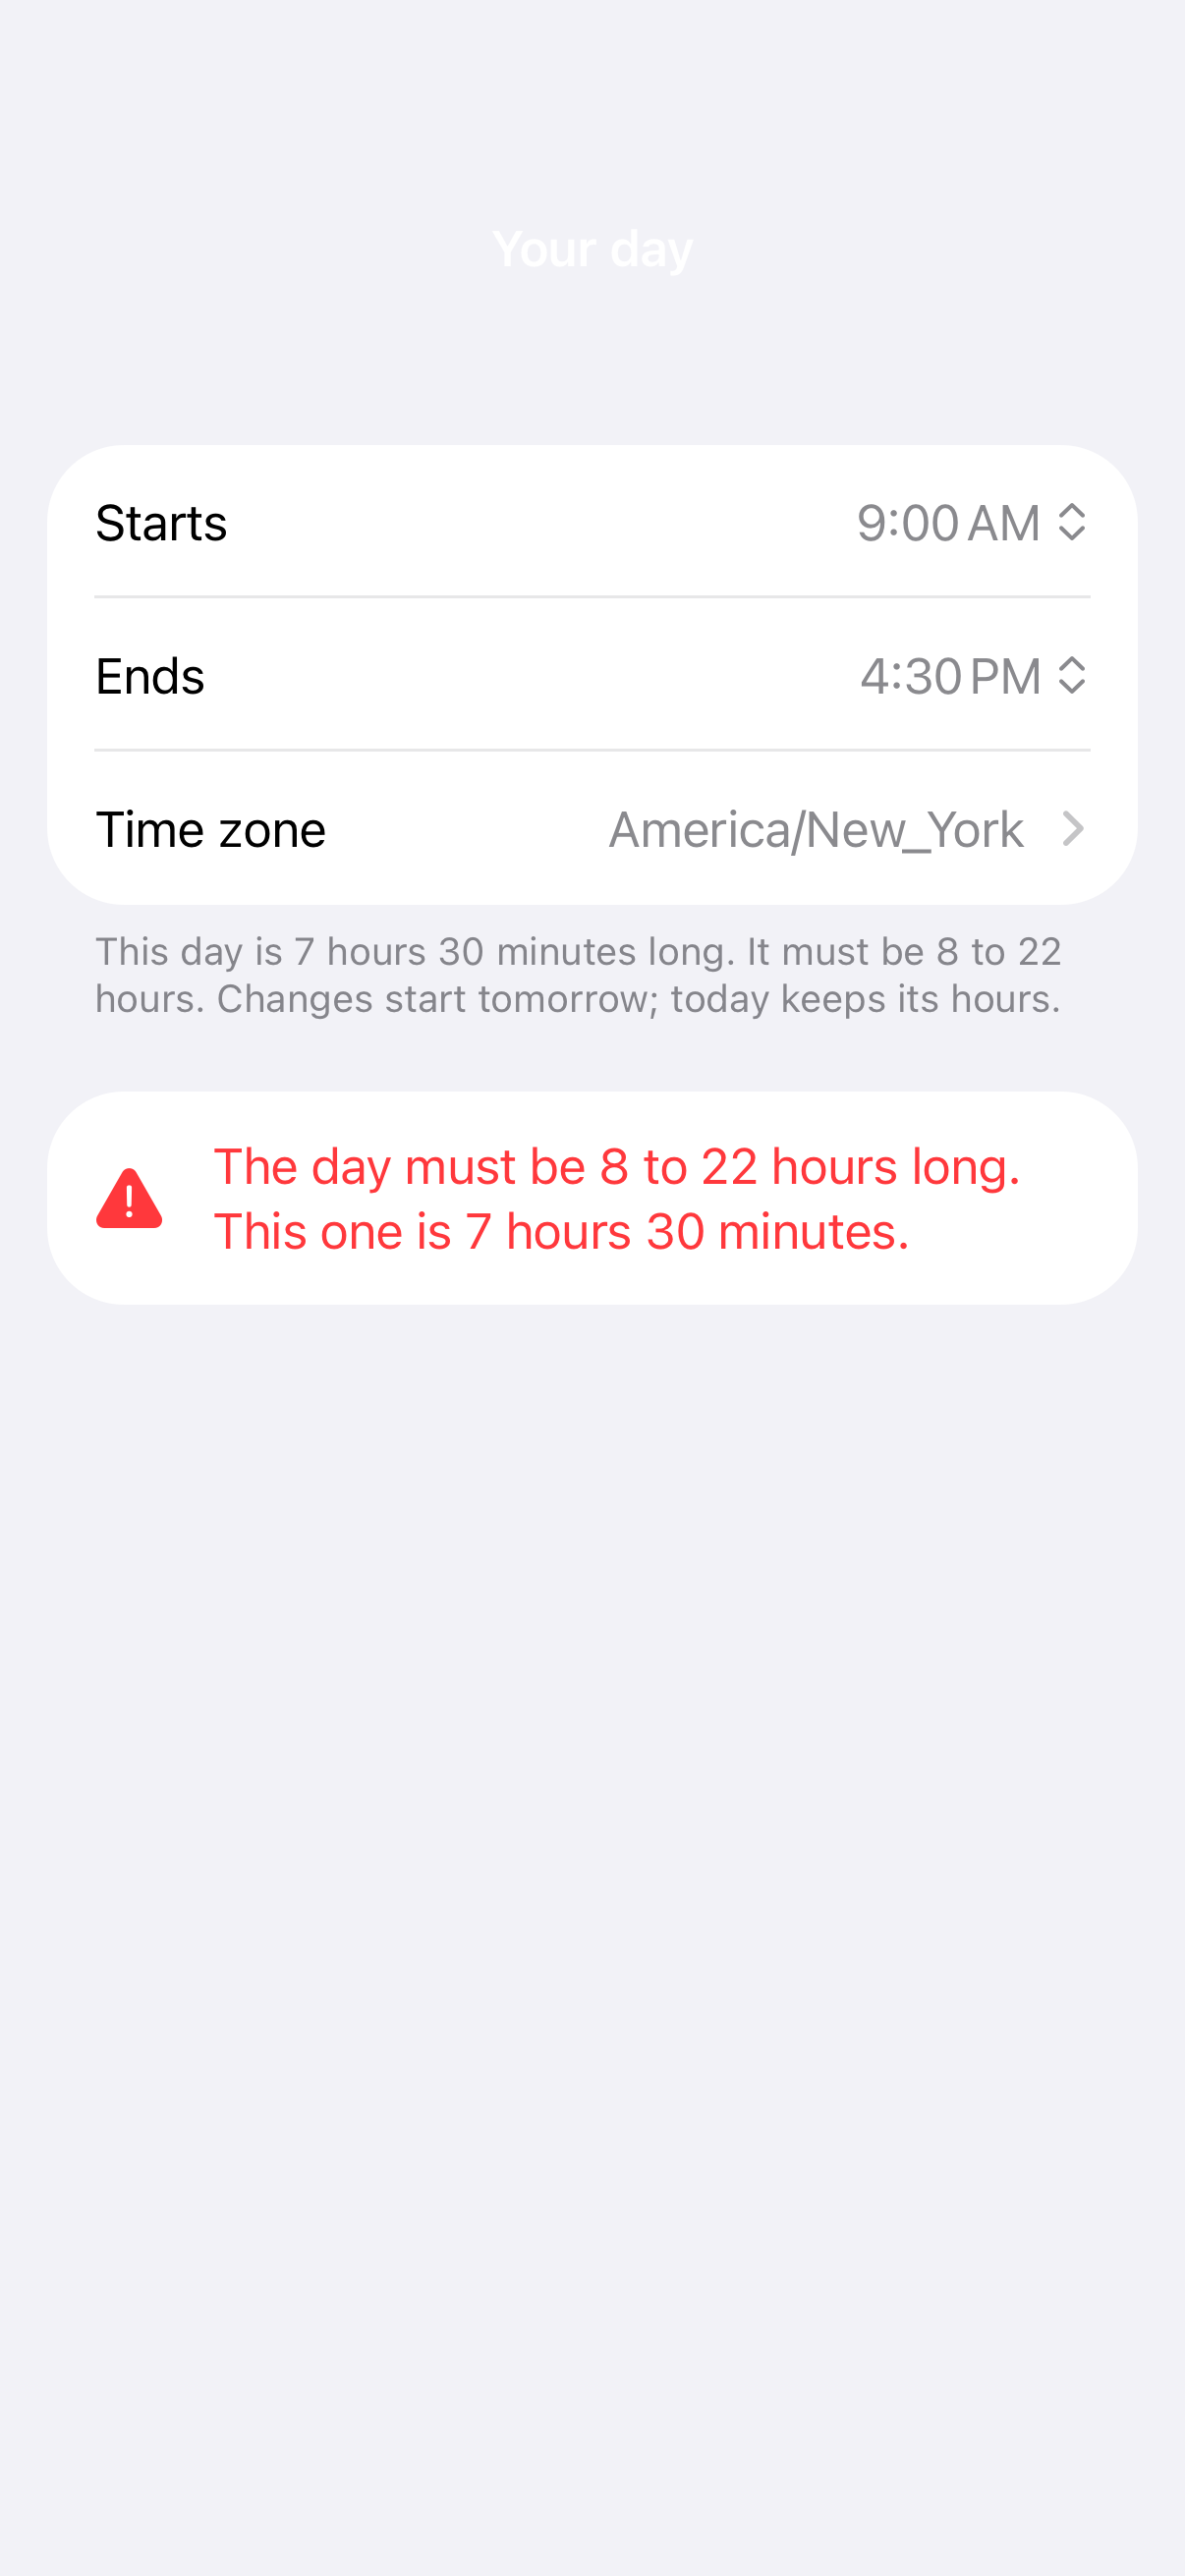 Your day
Starts
9:00 AM
Ends
4:30 PM
Time zone
America/New_York
This day is 7 hours 30 minutes long. It must be 8 to 22
hours. Changes start tomorrow; today keeps its hours.
The day must be 8 to 22 hours long.
This one is 7 hours 30 minutes.